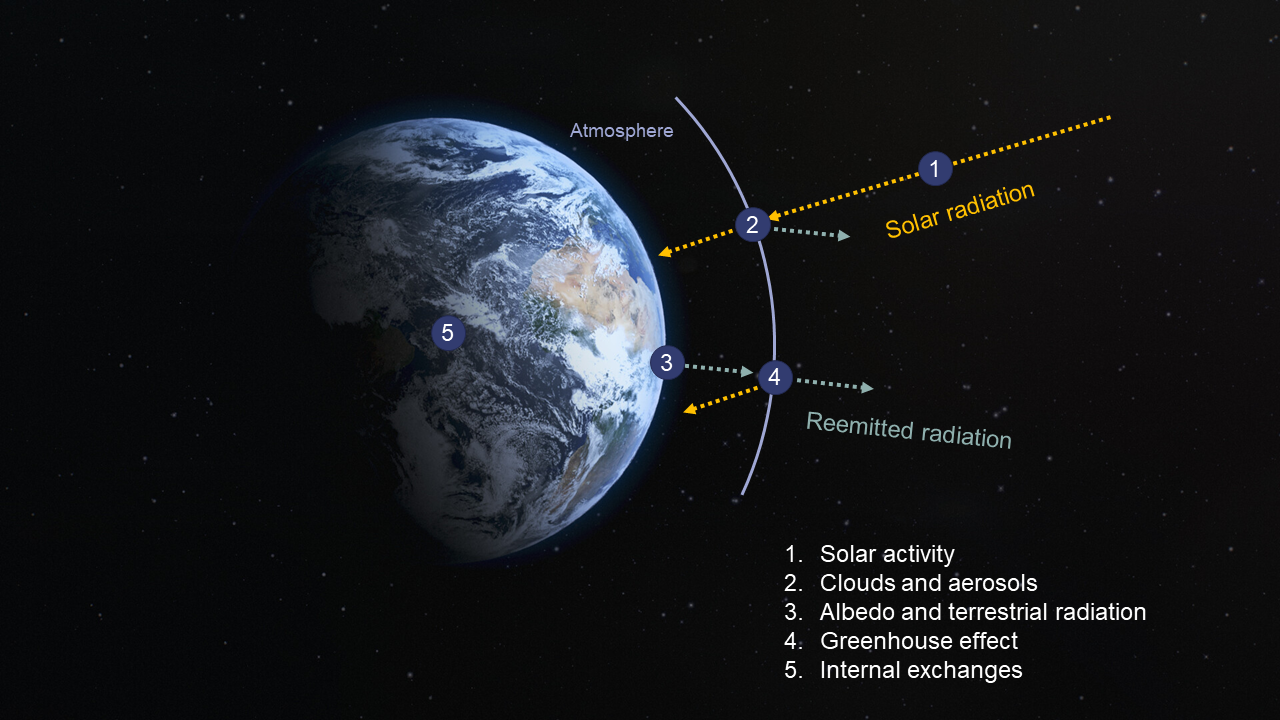 Atmosphere
1
Solar radiation
2
5
3
4
Reemitted radiation
1. Solar activity
2. Clouds and aerosols
3. Albedo and terrestrial radiation
4. Greenhouse effect
5. Internal exchanges